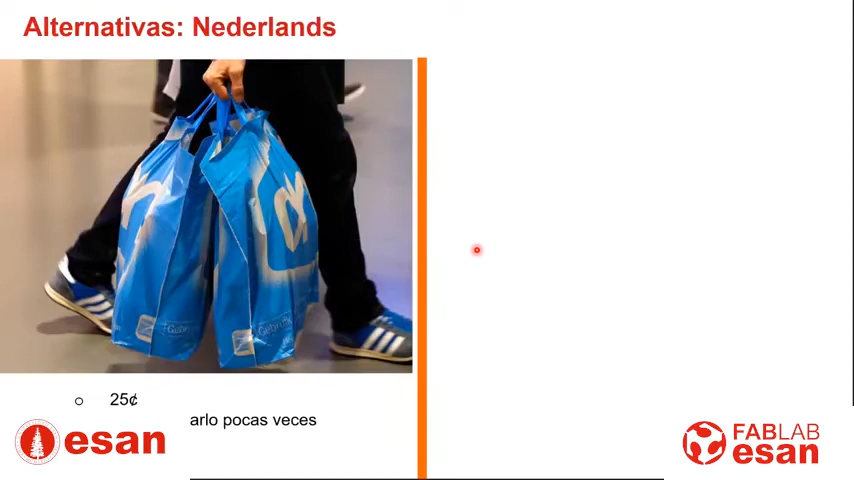 Alternativas: Nederlands
25¢
arlo pocas veces
esan
FABLAB
esan